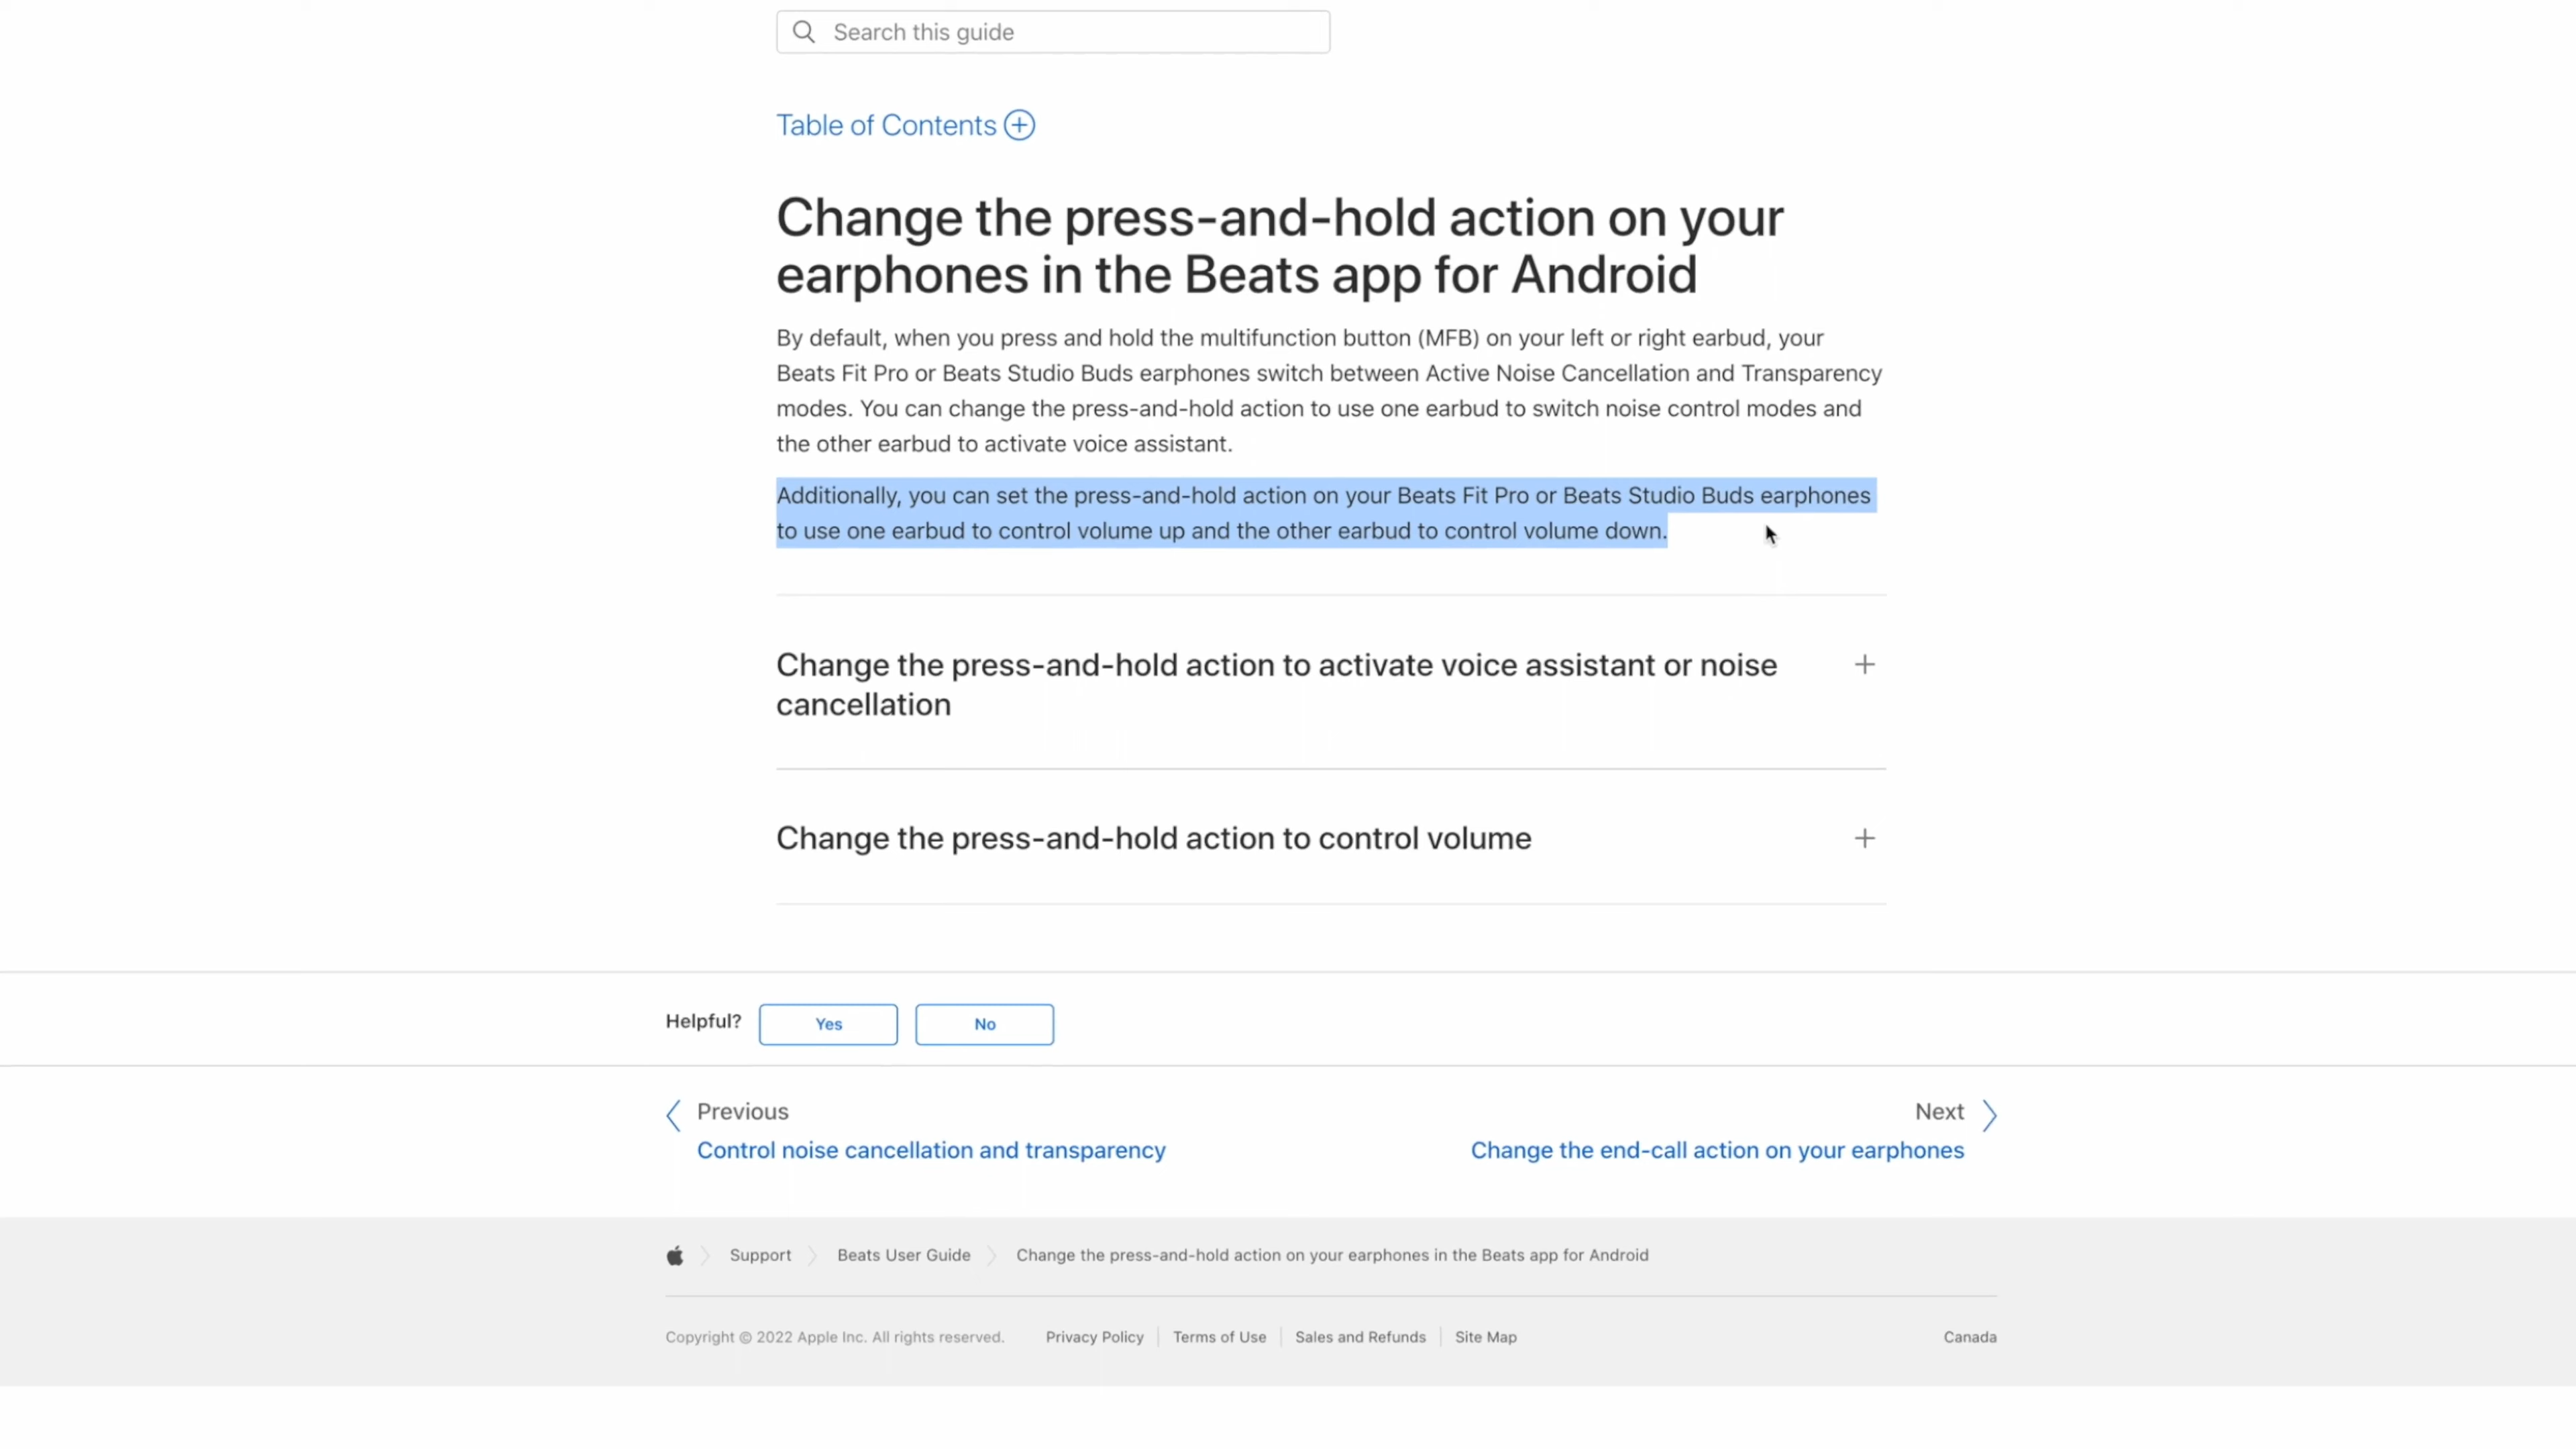 Search this guide
Table of Contents
Change the press-and-hold action on your
earphones in the Beats app for Android
By default, when you press and hold the multifunction button (MFB) on your left or right earbud, your
Beats Fit Pro or Beats Studio Buds earphones switch between Active Noise Cancellation and Transparency
modes. You can change the press-and-hold action to use one earbud to switch noise control modes and
the other earbud to activate voice assistant.
Additionally, you can set the press-and-hold action on your Beats Fit Pro or Beats Studio Buds earphones
to use one earbud to control volume up and the other earbud to control volume down.
Change the press-and-hold action to activate voice assistant or noise
cancellation
Change the press-and-hold action to control volume
Helpful? Yes No
Previous Next
Control noise cancellation and transparency Change the end-call action on your earphones
Support Beats User Guide Change the press-and-hold action on your earphones in the Beats app for Android
Copyright © 2022 Apple Inc. All rights reserved. Privacy Policy Terms of Use Sales and Refunds Site Map Canada